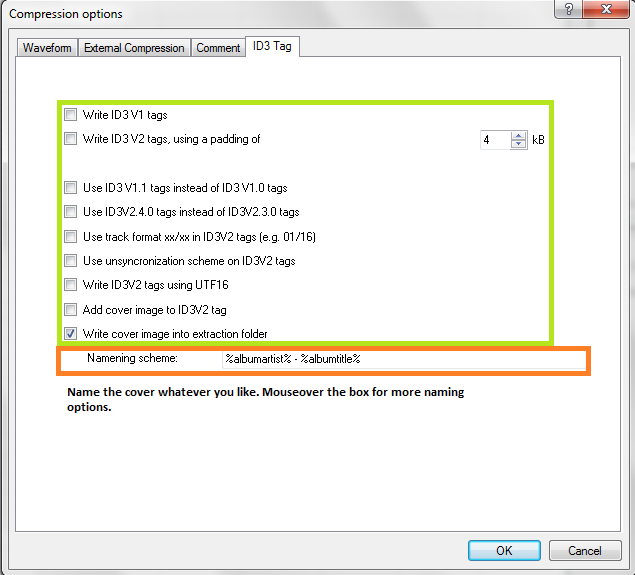 Compression options
Waveform External Compression Comment ID3 Tag
Write ID3 V1 tags
Write ID3 V2 tags, using a padding of 4 kB
Use ID3 V1.1 tags instead of ID3 V1.0 tags
Use ID3V2.4.0 tags instead of ID3V2.3.0 tags
Use track format xx/xx in ID3V2 tags (e.g. 01/16)
Use unsyncronization scheme on ID3V2 tags
Write ID3V2 tags using UTF16
Add cover image to ID3V2 tag
Write cover image into extraction folder
Namening scheme: %albumartist% - %albumtitle%
Name the cover whatever you like. Mouseover the box for more naming
options.
OK Cancel